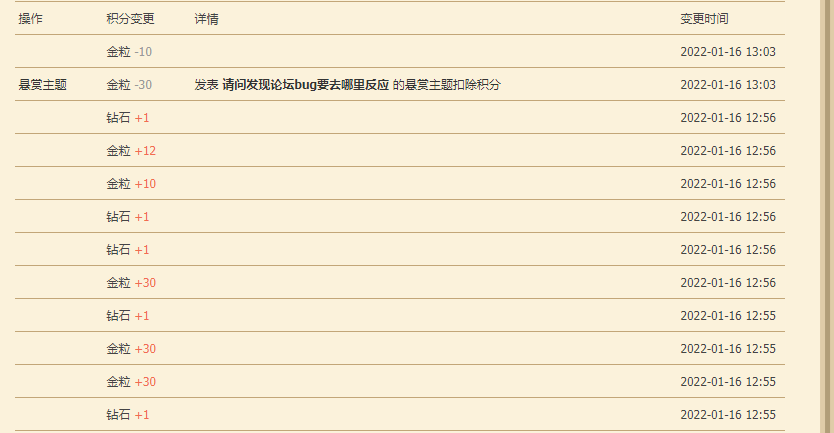 操作 积分变更 详情 变更时间
金粒 -10 2022-01-16 13:03
悬赏主题 金粒 -30 发表 请问发现论坛bug要去哪里反应 的悬赏主题扣除积分 2022-01-16 13:03
钻石 +1 2022-01-16 12:56
金粒 +12 2022-01-16 12:56
金粒 +10 2022-01-16 12:56
钻石 +1 2022-01-16 12:56
钻石 +1 2022-01-16 12:56
金粒 +30 2022-01-16 12:56
钻石 +1 2022-01-16 12:55
金粒 +30 2022-01-16 12:55
金粒 +30 2022-01-16 12:55
钻石 +1 2022-01-16 12:55